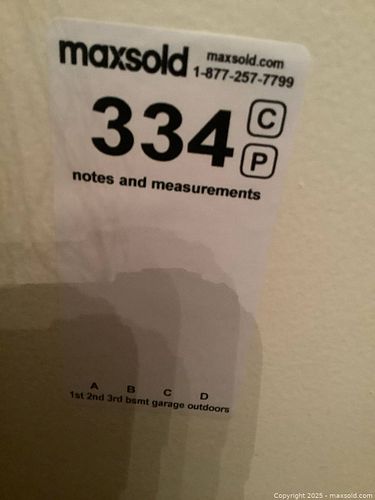 maxsold maxsold.com
1-877-257-7799
334 C
P
notes and measurements
A B C D
1st 2nd 3rd bsmt garage outdoors
Copyright 2025 - maxsold.com